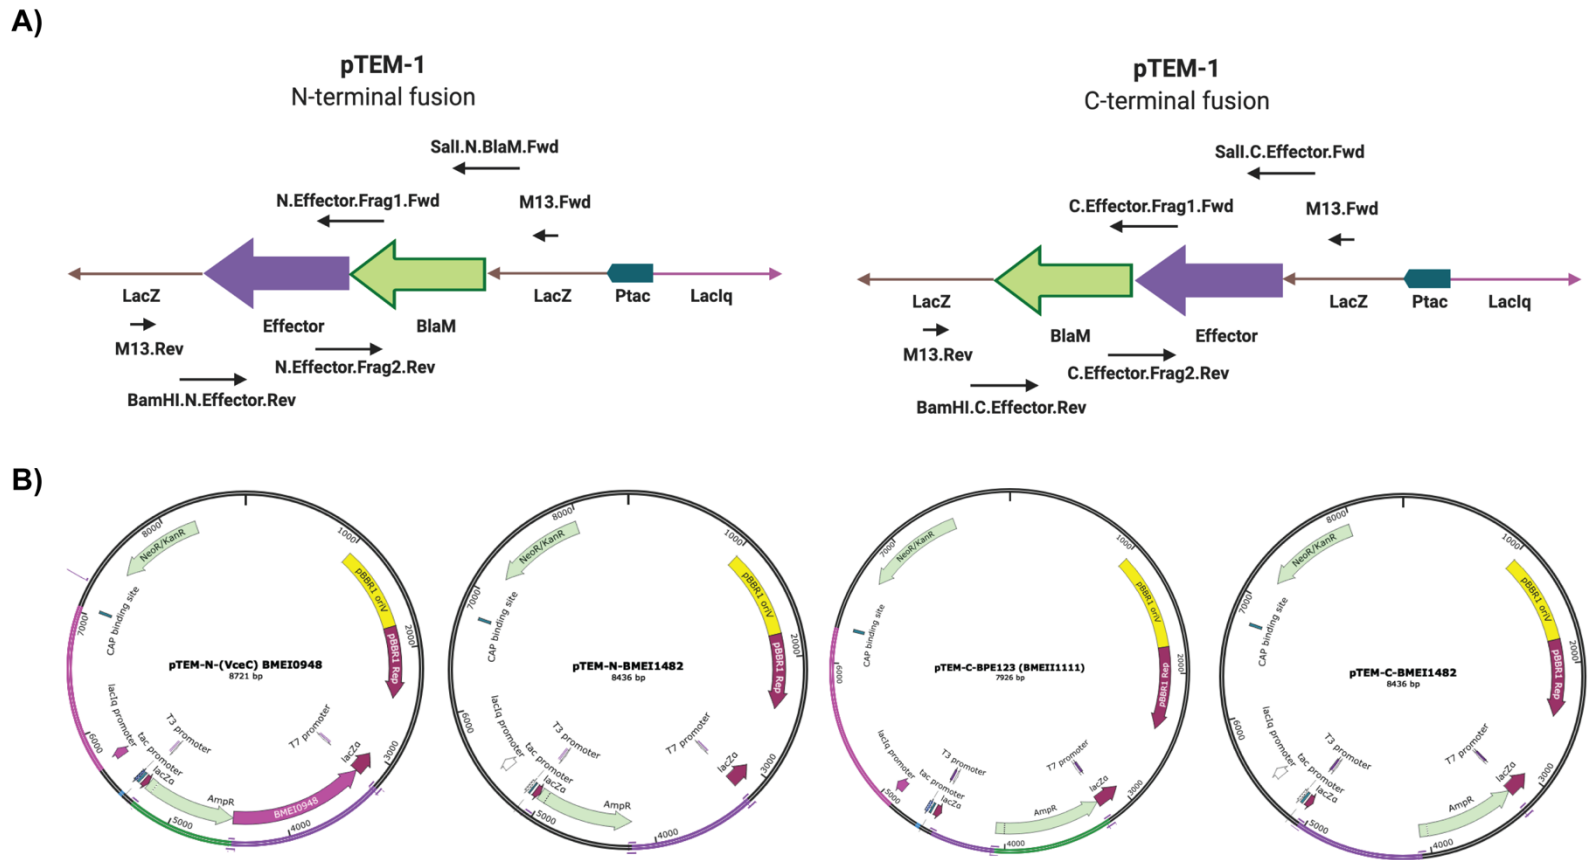 A)
pTEM-1
N-terminal fusion
SalI.N.BlaM.Fwd
N.Effector.Frag1.Fwd
M13.Fwd
LacZ
LacZ
Ptac
LacIq
Effector
BlaM
M13.Rev
N.Effector.Frag2.Rev
BamHI.N.Effector.Rev
pTEM-1
C-terminal fusion
SalI.C.Effector.Fwd
C.Effector.Frag1.Fwd
M13.Fwd
LacZ
LacZ
Ptac
LacIq
BlaM
Effector
M13.Rev
C.Effector.Frag2.Rev
BamHI.C.Effector.Rev
B)
8000
1000
NeoR/KanR
pBBR1 oriV
7000
CAP binding site
2000
pBBR1 Rep
pTEM-N-(VceC) BMEI0948
8721 bp
lacIq promoter
6000
tac promoter
T3 promoter
T7 promoter
lacZα
lacZα
3000
AmpR
BMEI0948
5000
4000
8000
1000
NeoR/KanR
pBBR1 oriV
7000
CAP binding site
2000
pBBR1 Rep
pTEM-N-BMEI1482
8436 bp
6000
lacIq promoter
tac promoter
T3 promoter
T7 promoter
lacZα
lacZα
3000
AmpR
5000
4000
7000
1000
NeoR/KanR
pBBR1 oriV
CAP binding site
6000
2000
pBBR1 Rep
pTEM-C-BPE123 (BMEII1111)
7926 bp
lacIq promoter
tac promoter
T3 promoter
T7 promoter
5000
lacZα
lacZα
3000
AmpR
4000
8000
1000
NeoR/KanR
pBBR1 oriV
7000
CAP binding site
2000
pBBR1 Rep
pTEM-C-BMEI1482
8436 bp
6000
lacIq promoter
tac promoter
T3 promoter
T7 promoter
lacZα
lacZα
3000
AmpR
5000
4000